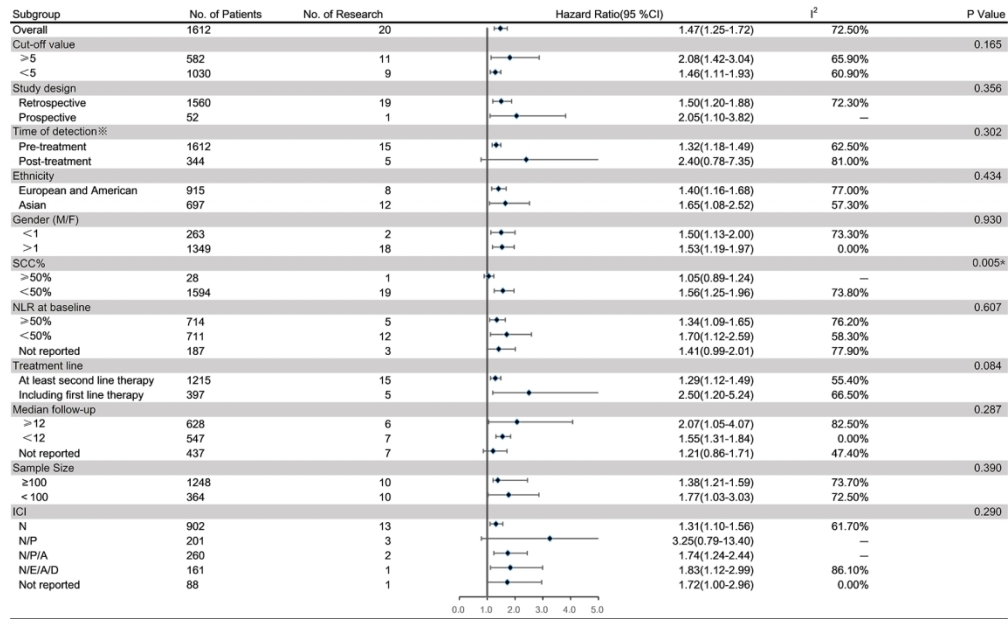 Subgroup No. of Patients No. of Research Hazard Ratio(95 %CI) I² P Value
Overall 1612 20 1.47(1.25-1.72) 72.50%
Cut-off value 0.165
≥5 582 11 2.08(1.42-3.04) 65.90%
<5 1030 9 1.46(1.11-1.93) 60.90%
Study design 0.356
Retrospective 1560 19 1.50(1.20-1.88) 72.30%
Prospective 52 1 2.05(1.10-3.82) —
Time of detection※ 0.302
Pre-treatment 1612 15 1.32(1.18-1.49) 62.50%
Post-treatment 344 5 2.40(0.78-7.35) 81.00%
Ethnicity 0.434
European and American 915 8 1.40(1.16-1.68) 77.00%
Asian 697 12 1.65(1.08-2.52) 57.30%
Gender (M/F) 0.930
<1 263 2 1.50(1.13-2.00) 73.30%
>1 1349 18 1.53(1.19-1.97) 0.00%
SCC% 0.005*
≥50% 28 1 1.05(0.89-1.24) —
<50% 1594 19 1.56(1.25-1.96) 73.80%
NLR at baseline 0.607
≥50% 714 5 1.34(1.09-1.65) 76.20%
<50% 711 12 1.70(1.12-2.59) 58.30%
Not reported 187 3 1.41(0.99-2.01) 77.90%
Treatment line 0.084
At least second line therapy 1215 15 1.29(1.12-1.49) 55.40%
Including first line therapy 397 5 2.50(1.20-5.24) 66.50%
Median follow-up 0.287
≥12 628 6 2.07(1.05-4.07) 82.50%
<12 547 7 1.55(1.31-1.84) 0.00%
Not reported 437 7 1.21(0.86-1.71) 47.40%
Sample Size 0.390
≥100 1248 10 1.38(1.21-1.59) 73.70%
<100 364 10 1.77(1.03-3.03) 72.50%
ICI 0.290
N 902 13 1.31(1.10-1.56) 61.70%
N/P 201 3 3.25(0.79-13.40) —
N/P/A 260 2 1.74(1.24-2.44) —
N/E/A/D 161 1 1.83(1.12-2.99) 86.10%
Not reported 88 1 1.72(1.00-2.96) 0.00%
0.0 1.0 2.0 3.0 4.0 5.0